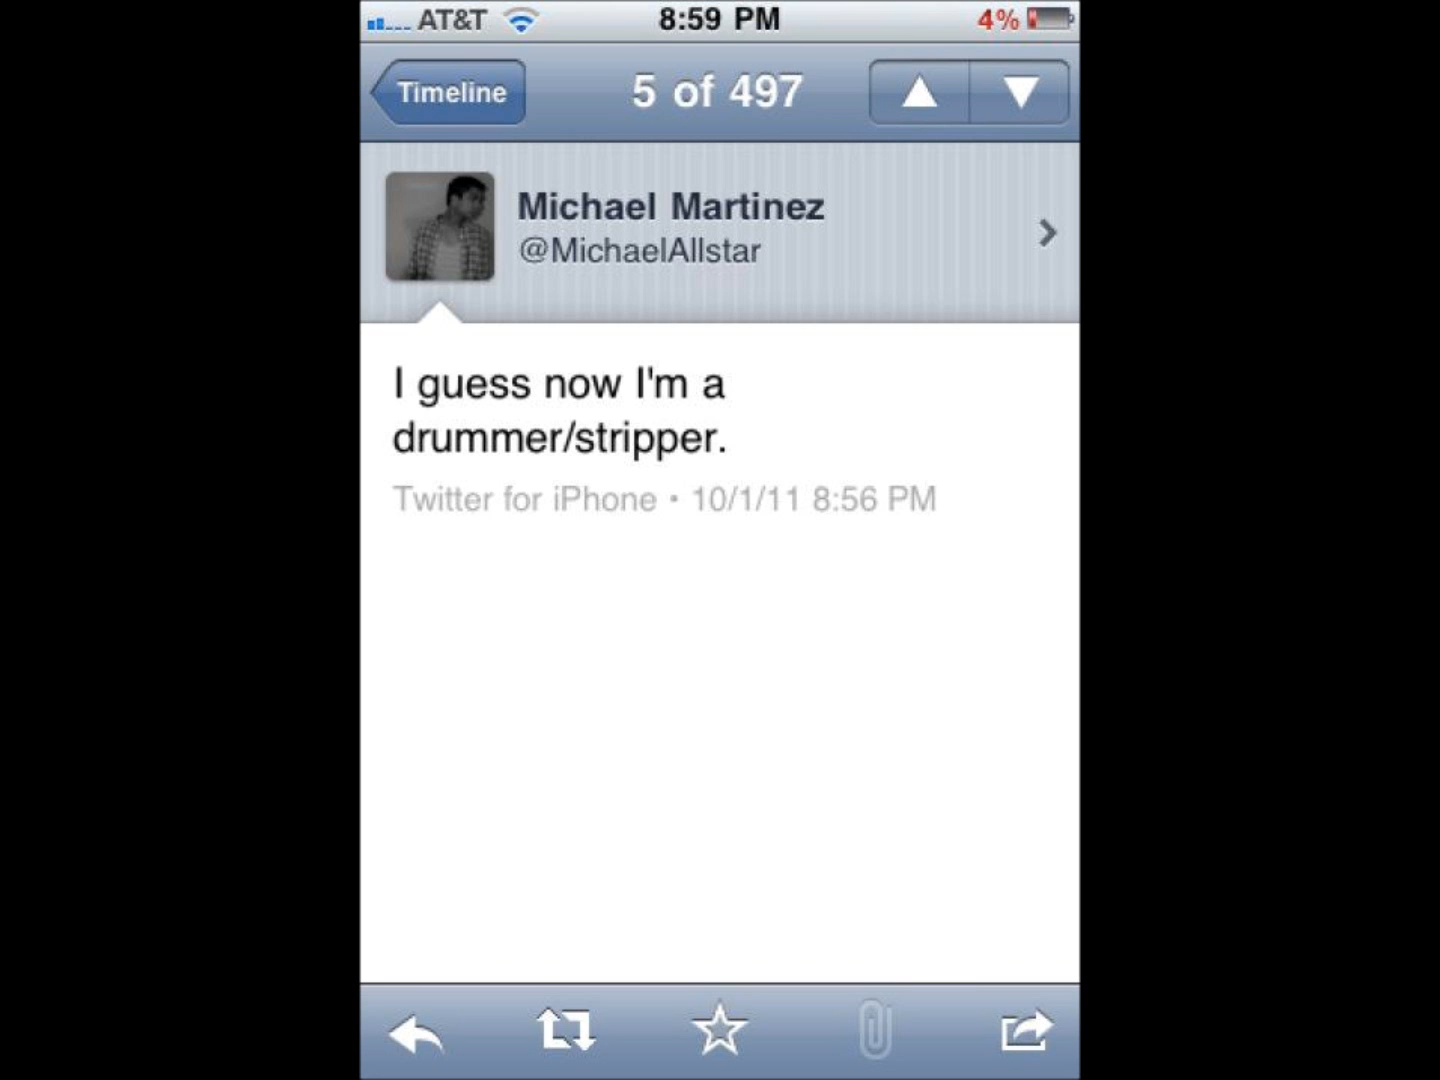 AT&T 8:59 PM 4%
Timeline 5 of 497
Michael Martinez
@MichaelAllstar
I guess now I'm a
drummer/stripper.
Twitter for iPhone • 10/1/11 8:56 PM